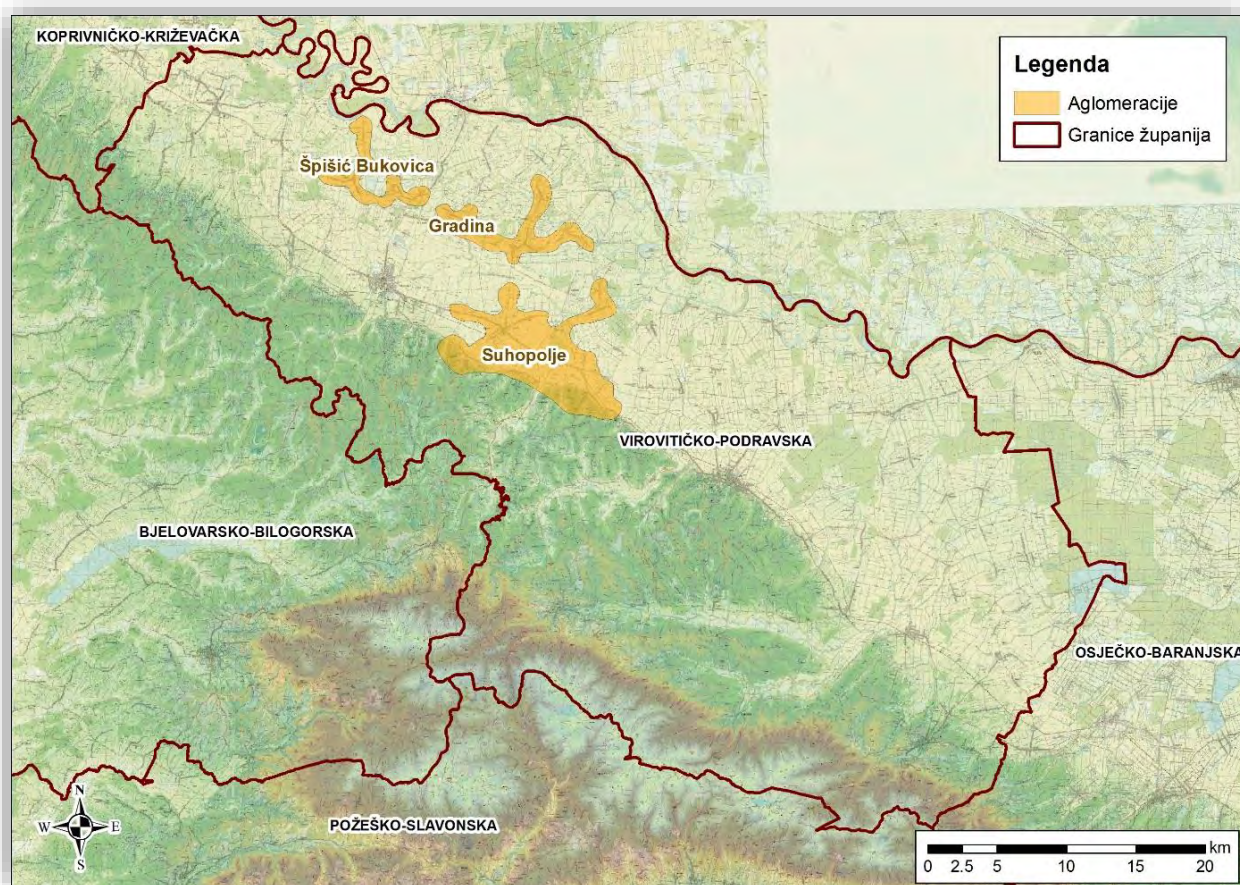 KOPRIVNIČKO-KRIŽEVAČKA
Legenda
Aglomeracije
Granice županija
Špišić Bukovica
Gradina
Suhopolje
VIROVITIČKO-PODRAVSKA
BJELOVARSKO-BILOGORSKA
OSJEČKO-BARANJSKA
POŽEŠKO-SLAVONSKA
N
W E
S
km
0 2.5 5 10 15 20